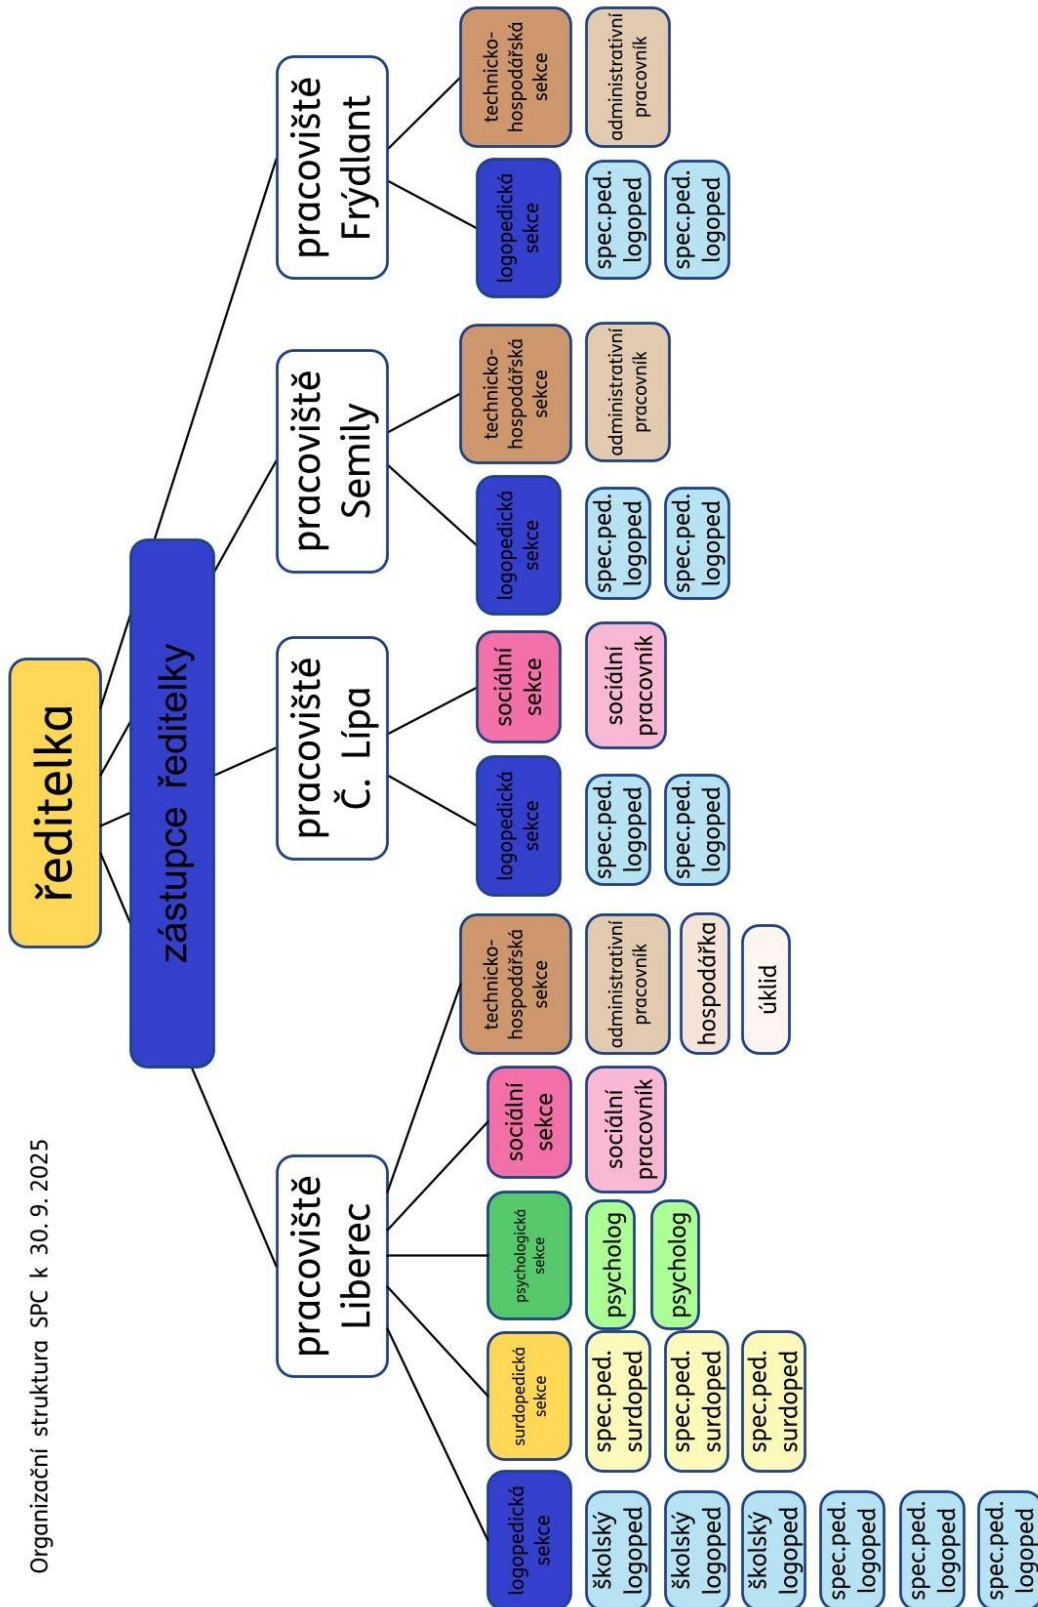 Organizační struktura SPC k 30. 9. 2025
ředitelka
zástupce ředitelky
pracoviště
Liberec
pracoviště
Č. Lípa
pracoviště
Semily
pracoviště
Frýdlant
logopedická
sekce
surdopedická
sekce
psychologická
sekce
sociální
sekce
technicko-
hospodářská
sekce
logopedická
sekce
sociální
sekce
logopedická
sekce
technicko-
hospodářská
sekce
logopedická
sekce
technicko-
hospodářská
sekce
školský
logoped
školský
logoped
školský
logoped
spec.ped.
logoped
spec.ped.
logoped
spec.ped.
logoped
spec.ped.
surdoped
spec.ped.
surdoped
spec.ped.
surdoped
psycholog
psycholog
sociální
pracovník
administrativní
pracovník
hospodářka
úklid
spec.ped.
logoped
spec.ped.
logoped
sociální
pracovník
spec.ped.
logoped
spec.ped.
logoped
administrativní
pracovník
spec.ped.
logoped
spec.ped.
logoped
administrativní
pracovník